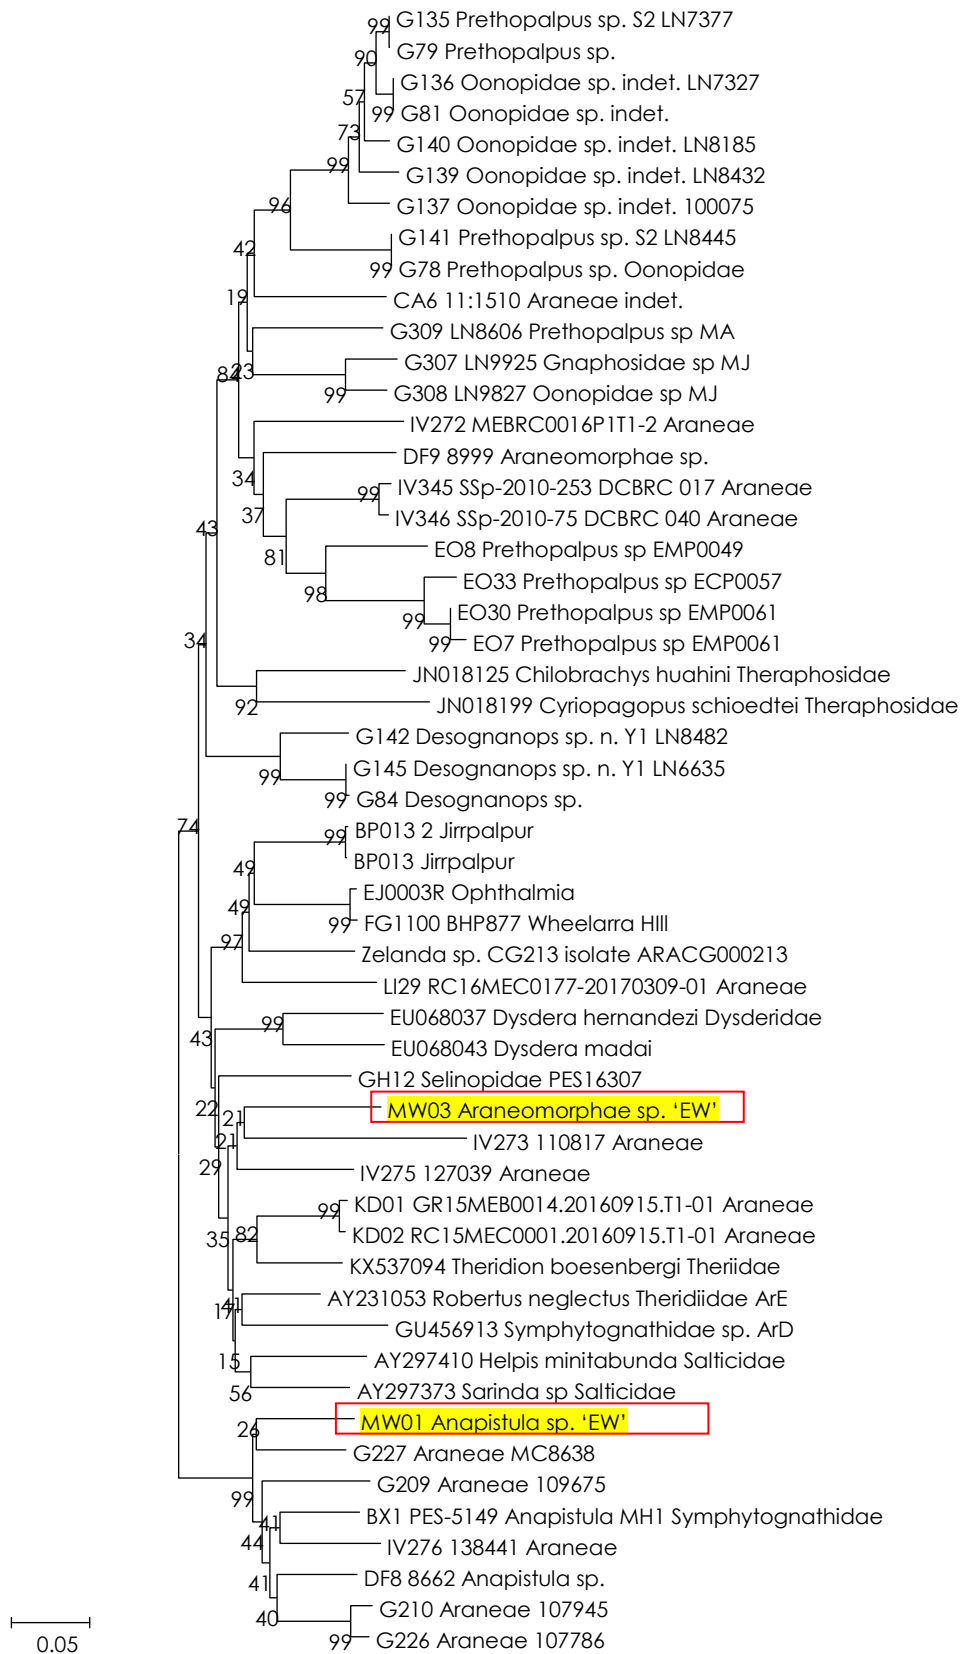 99
G135 Prethopalpus sp. S2 LN7377
G79 Prethopalpus sp.
90
G136 Oonopidae sp. indet. LN7327
57
99
G81 Oonopidae sp. indet.
73
G140 Oonopidae sp. indet. LN8185
99
G139 Oonopidae sp. indet. LN8432
96
G137 Oonopidae sp. indet. 100075
42
G141 Prethopalpus sp. S2 LN8445
99
G78 Prethopalpus sp. Oonopidae
19
CA6 11:1510 Araneae indet.
G309 LN8606 Prethopalpus sp MA
84
23
G307 LN9925 Gnaphosidae sp MJ
99
G308 LN9827 Oonopidae sp MJ
IV272 MEBRC0016P1T1-2 Araneae
34
DF9 8999 Araneomorphae sp.
99
IV345 SSp-2010-253 DCBRC 017 Araneae
37
IV346 SSp-2010-75 DCBRC 040 Araneae
43
81
EO8 Prethopalpus sp EMP0049
98
EO33 Prethopalpus sp ECP0057
99
EO30 Prethopalpus sp EMP0061
34
99
EO7 Prethopalpus sp EMP0061
JN018125 Chilobrachys huahini Theraphosidae
92
JN018199 Cyriopagopus schioedtei Theraphosidae
G142 Desognanops sp. n. Y1 LN8482
99
G145 Desognanops sp. n. Y1 LN6635
99
G84 Desognanops sp.
74
99
BP013 2 Jirrpalpur
49
BP013 Jirrpalpur
49
EJ0003R Ophthalmia
99
FG1100 BHP877 Wheelarra HIll
97
Zelanda sp. CG213 isolate ARACG000213
LI29 RC16MEC0177-20170309-01 Araneae
43
99
EU068037 Dysdera hernandezi Dysderidae
EU068043 Dysdera madai
GH12 Selinopidae PES16307
22
21
MW03 Araneomorphae sp. ‘EW’
21
IV273 110817 Araneae
29
IV275 127039 Araneae
99
KD01 GR15MEB0014.20160915.T1-01 Araneae
35
82
KD02 RC15MEC0001.20160915.T1-01 Araneae
KX537094 Theridion boesenbergi Theriidae
17
41
AY231053 Robertus neglectus Theridiidae ArE
GU456913 Symphytognathidae sp. ArD
15
AY297410 Helpis minitabunda Salticidae
56
AY297373 Sarinda sp Salticidae
26
MW01 Anapistula sp. ‘EW’
G227 Araneae MC8638
99
G209 Araneae 109675
41
BX1 PES-5149 Anapistula MH1 Symphytognathidae
44
IV276 138441 Araneae
41
DF8 8662 Anapistula sp.
40
G210 Araneae 107945
99
G226 Araneae 107786
0.05